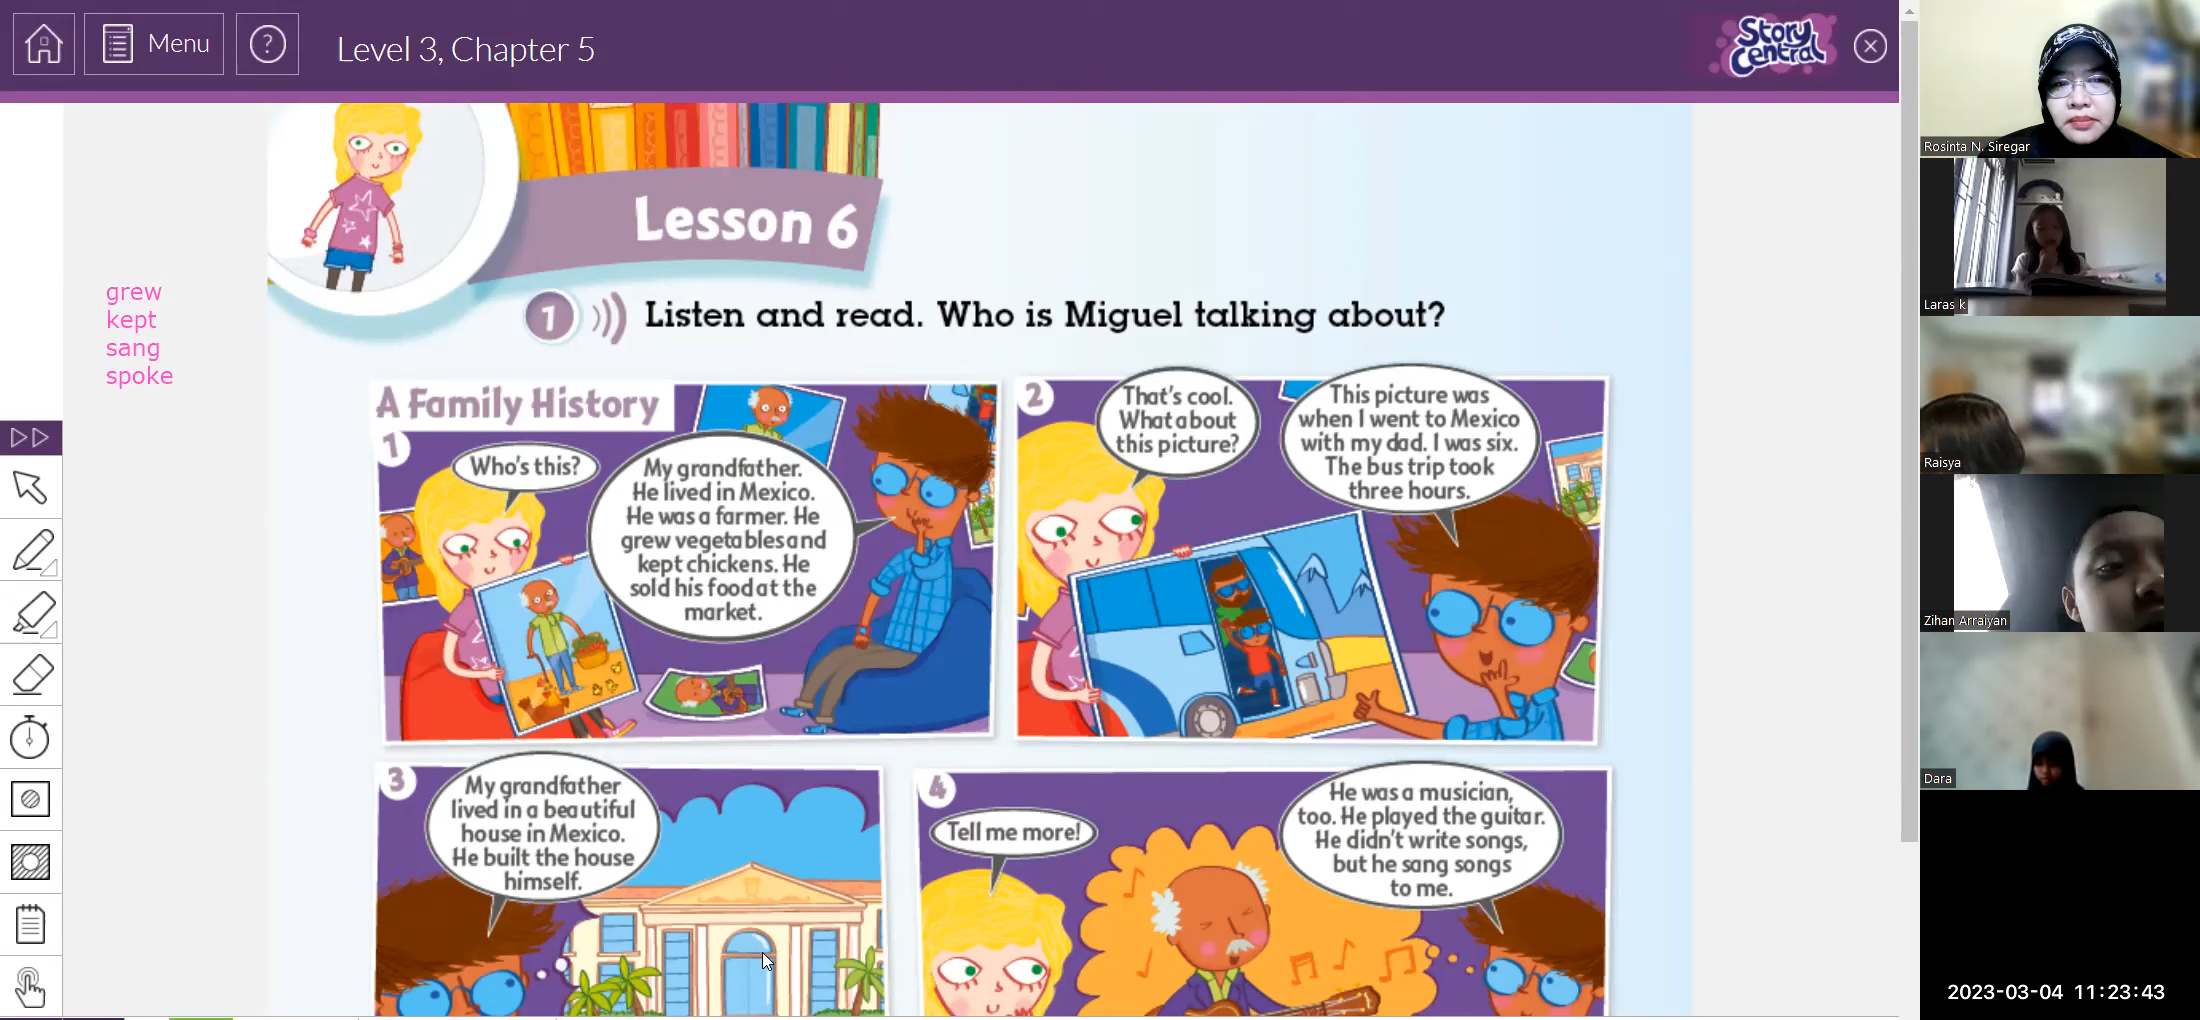 Menu
?
Level 3, Chapter 5
Story
Central
Lesson 6
grew
kept
sang
spoke
1 Listen and read. Who is Miguel talking about?
A Family History
1
Who's this?
My grandfather.
He lived in Mexico.
He was a farmer. He
grew vegetables and
kept chickens. He
sold his food at the
market.
2
That's cool.
What about
this picture?
This picture was
when I went to Mexico
with my dad. I was six.
The bus trip took
three hours.
3
My grandfather
lived in a beautiful
house in Mexico.
He built the house
himself.
4
Tell me more!
He was a musician,
too. He played the guitar.
He didn't write songs,
but he sang songs
to me.
Rosinta N. Siregar
Laras k
Raisya
Zihan Arraiyan
Dara
2023-03-04 11:23:43